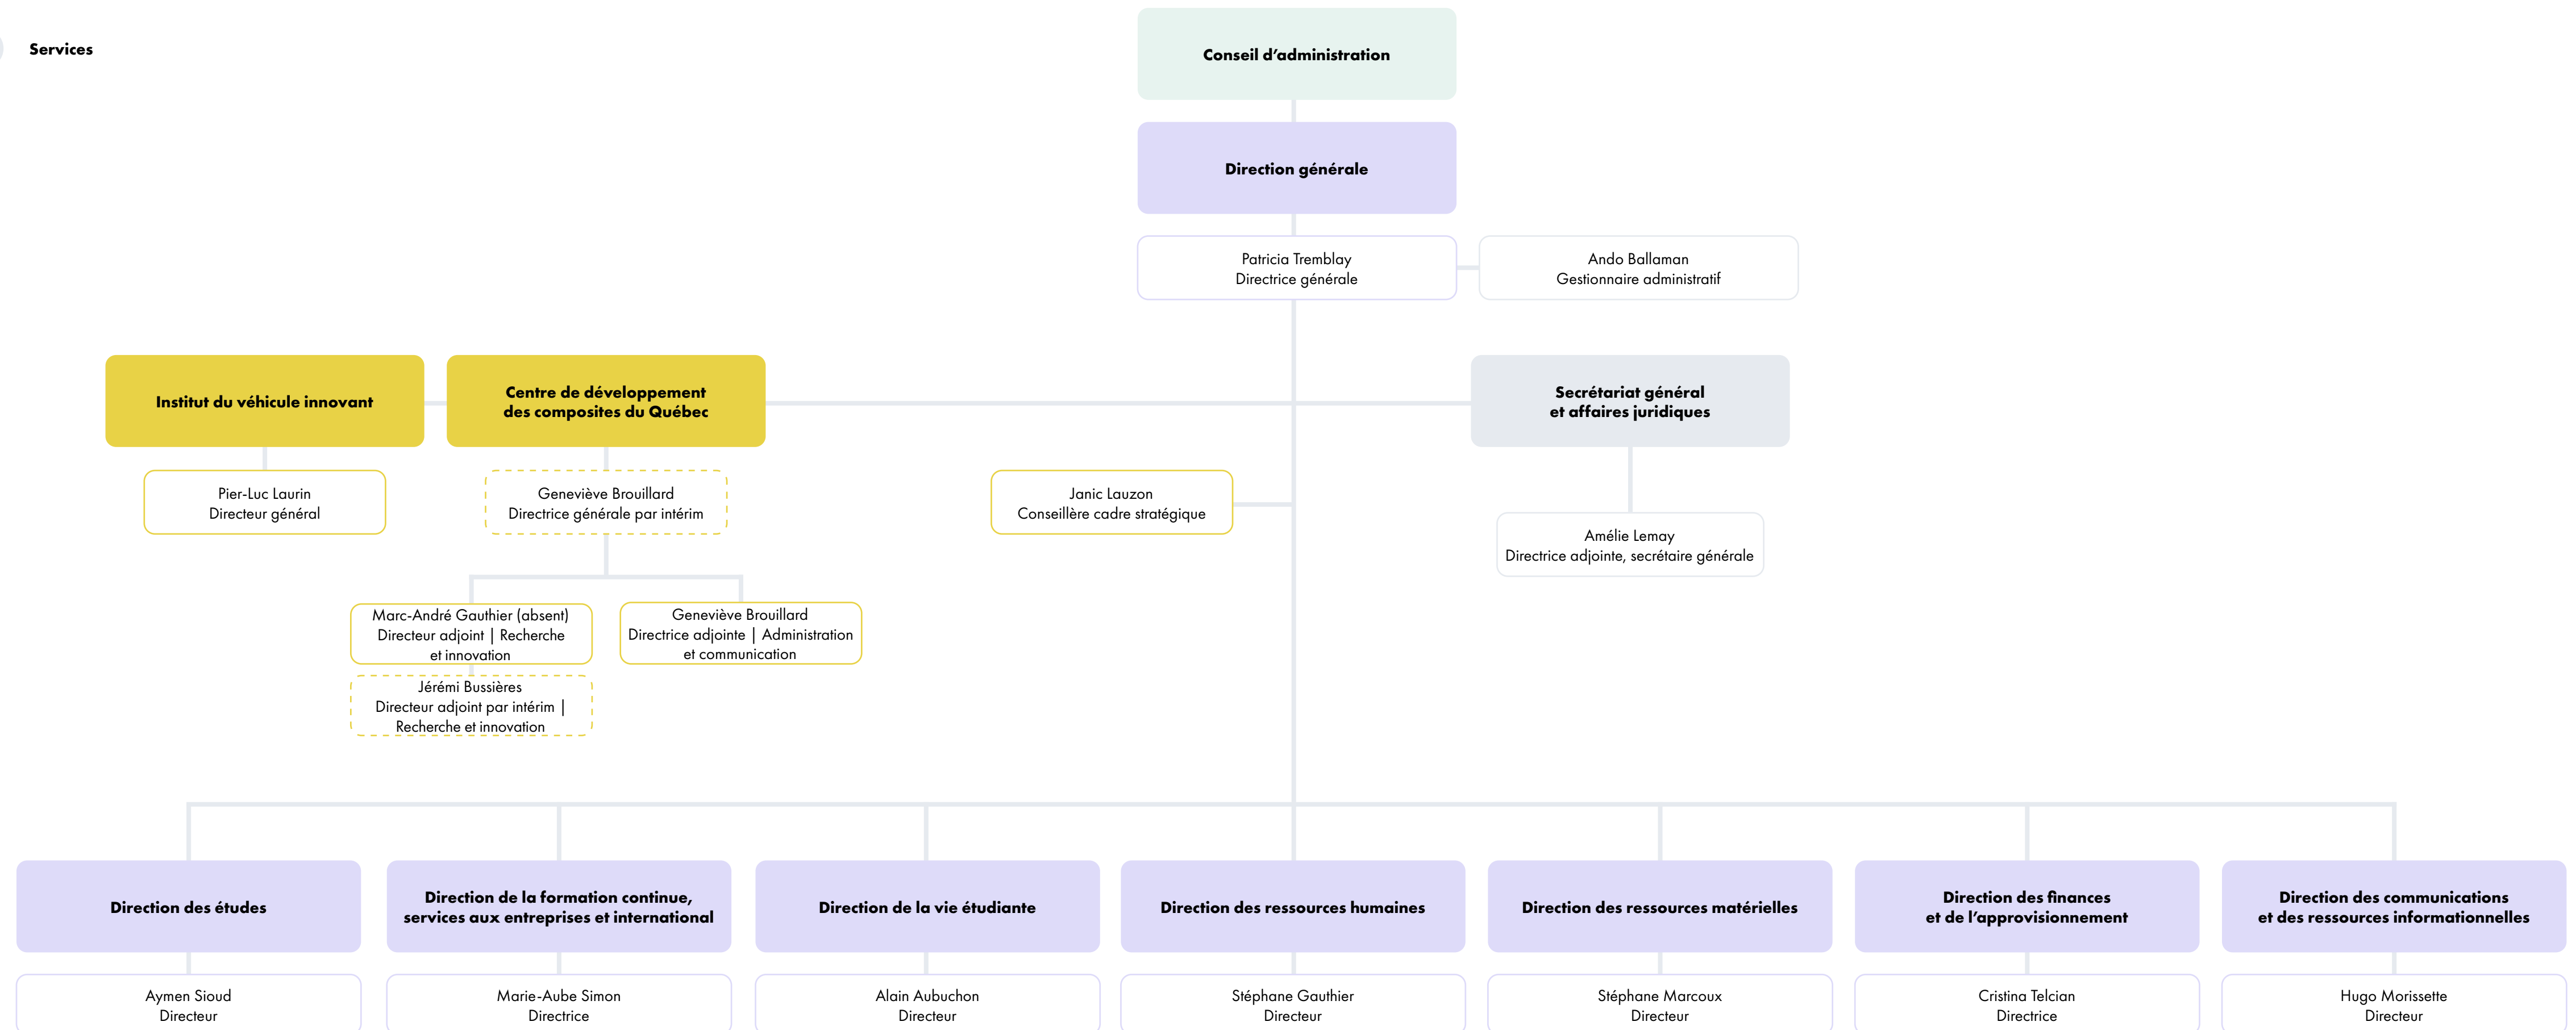 Services
Conseil d’administration
Direction générale
Patricia Tremblay
Directrice générale
Ando Ballaman
Gestionnaire administratif
Institut du véhicule innovant
Centre de développement
des composites du Québec
Secrétariat général
et affaires juridiques
Pier-Luc Laurin
Directeur général
Geneviève Brouillard
Directrice générale par intérim
Janic Lauzon
Conseillère cadre stratégique
Amélie Lemay
Directrice adjointe, secrétaire générale
Marc-André Gauthier (absent)
Directeur adjoint | Recherche
et innovation
Geneviève Brouillard
Directrice adjointe | Administration
et communication
Jérémi Bussières
Directeur adjoint par intérim |
Recherche et innovation
Direction des études
Direction de la formation continue,
services aux entreprises et international
Direction de la vie étudiante
Direction des ressources humaines
Direction des ressources matérielles
Direction des finances
et de l’approvisionnement
Direction des communications
et des ressources informationnelles
Aymen Sioud
Directeur
Marie-Aube Simon
Directrice
Alain Aubuchon
Directeur
Stéphane Gauthier
Directeur
Stéphane Marcoux
Directeur
Cristina Telcian
Directrice
Hugo Morissette
Directeur